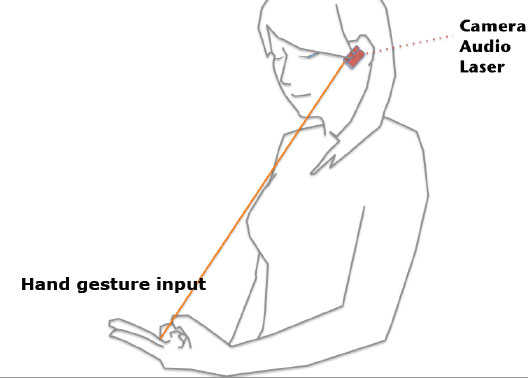 Camera
Audio
Laser
Hand gesture input